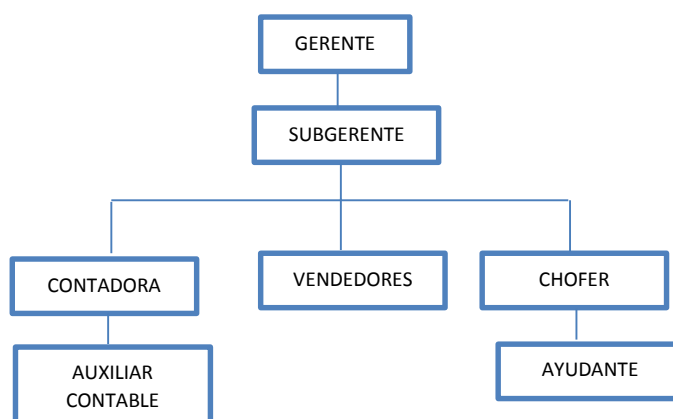 GERENTE
SUBGERENTE
CONTADORA
VENDEDORES
CHOFER
AUXILIAR
CONTABLE
AYUDANTE